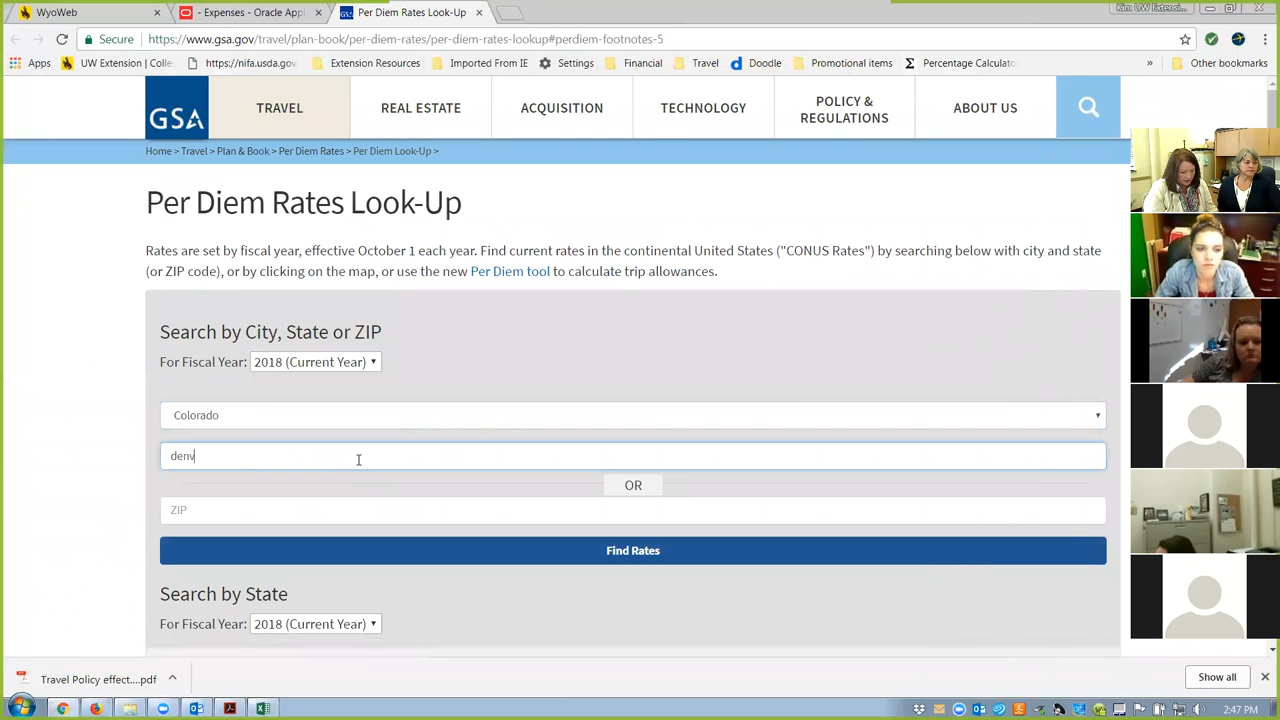 WyoWeb
- Expenses - Oracle Appl
Per Diem Rates Look-Up
Kim UW Extensi...
Secure
https://www.gsa.gov/travel/plan-book/per-diem-rates/per-diem-rates-lookup#perdiem-footnotes-5
Apps
UW Extension | Colle
https://nifa.usda.gov
Extension Resources
Imported From IE
Settings
Financial
Travel
Doodle
Promotional items
Percentage Calculato
»
Other bookmarks
GSA
TRAVEL
REAL ESTATE
ACQUISITION
TECHNOLOGY
POLICY &
REGULATIONS
ABOUT US
Home > Travel > Plan & Book > Per Diem Rates > Per Diem Look-Up >
Per Diem Rates Look-Up
Rates are set by fiscal year, effective October 1 each year. Find current rates in the continental United States ("CONUS Rates") by searching below with city and state
(or ZIP code), or by clicking on the map, or use the new Per Diem tool to calculate trip allowances.
Search by City, State or ZIP
For Fiscal Year: 2018 (Current Year)
Colorado
denv
OR
ZIP
Find Rates
Search by State
For Fiscal Year: 2018 (Current Year)
Travel Policy effect....pdf
Show all
2:47 PM